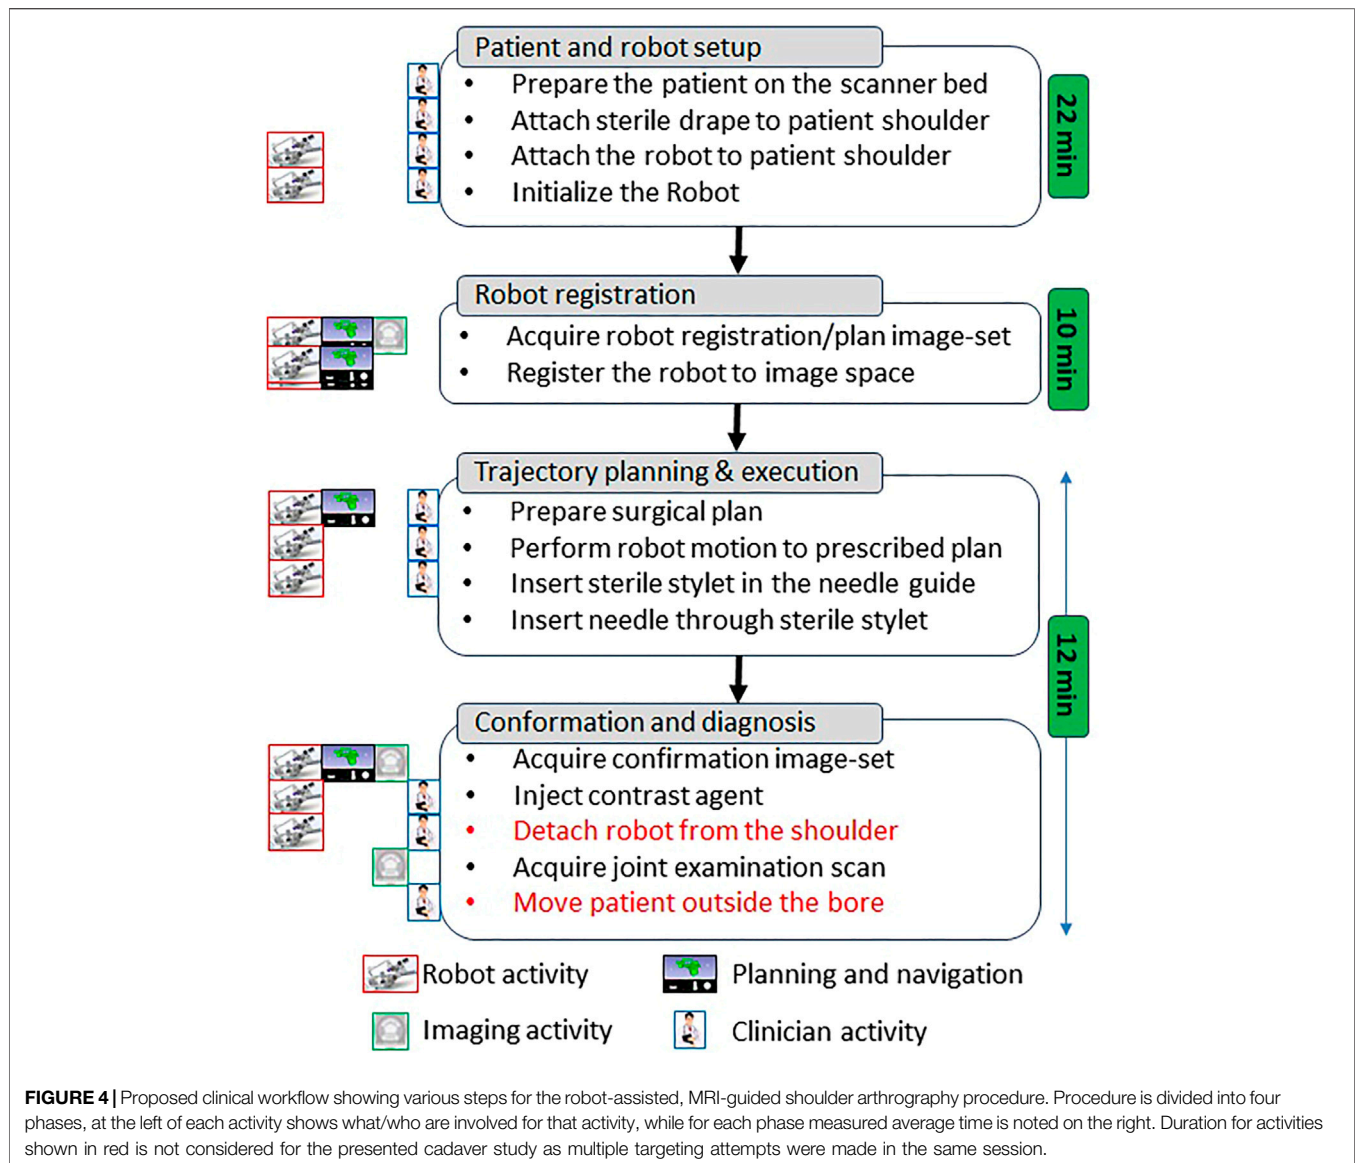 Patient and robot setup
• Prepare the patient on the scanner bed
• Attach sterile drape to patient shoulder
• Attach the robot to patient shoulder
• Initialize the Robot
22 min
Robot registration
• Acquire robot registration/plan image-set
• Register the robot to image space
10 min
Trajectory planning & execution
• Prepare surgical plan
• Perform robot motion to prescribed plan
• Insert sterile stylet in the needle guide
• Insert needle through sterile stylet
12 min
Conformation and diagnosis
• Acquire confirmation image-set
• Inject contrast agent
• Detach robot from the shoulder
• Acquire joint examination scan
• Move patient outside the bore
Robot activity
Planning and navigation
Imaging activity
Clinician activity
FIGURE 4 | Proposed clinical workflow showing various steps for the robot-assisted, MRI-guided shoulder arthrography procedure. Procedure is divided into four
phases, at the left of each activity shows what/who are involved for that activity, while for each phase measured average time is noted on the right. Duration for activities
shown in red is not considered for the presented cadaver study as multiple targeting attempts were made in the same session.